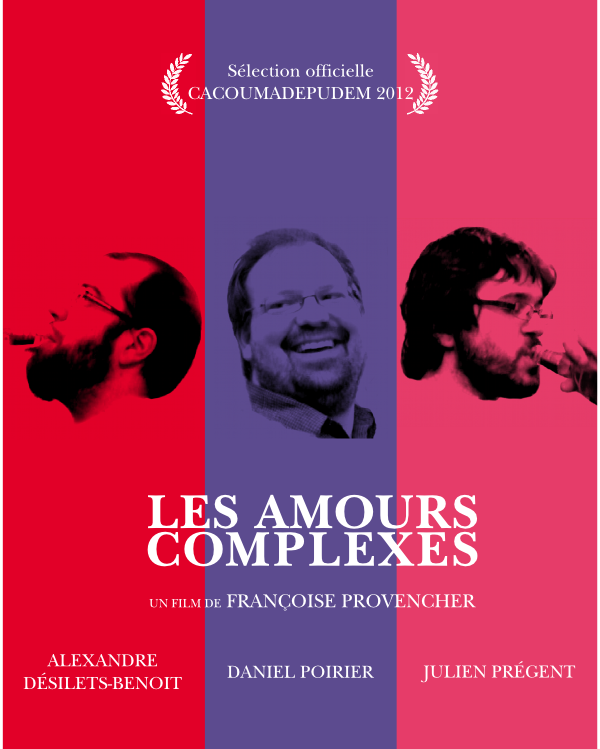 Sélection officielle
CACOUMADEPUDEM 2012
LES AMOURS
COMPLEXES
UN FILM DE FRANÇOISE PROVENCHER
ALEXANDRE
DÉSILETS-BENOIT
DANIEL POIRIER
JULIEN PRÉGENT